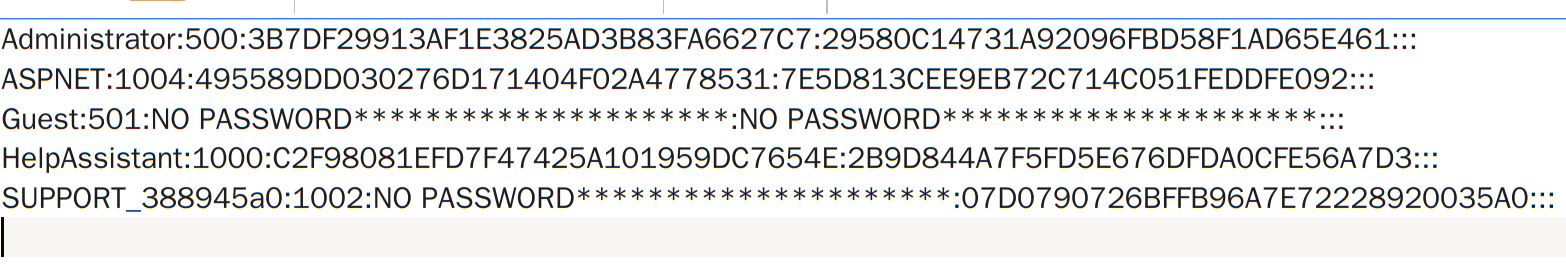 Administrator:500:3B7DF29913AF1E3825AD3B83FA6627C7:29580C14731A92096FBD58F1AD65E461:::
ASPNET:1004:495589DD030276D171404F02A4778531:7E5D813CEE9EB72C714C051FEDDFE092:::
Guest:501:NO PASSWORD*********************:NO PASSWORD*********************:::
HelpAssistant:1000:C2F98081EFD7F47425A101959DC7654E:2B9D844A7F5FD5E676DFDA0CFE56A7D3:::
SUPPORT_388945a0:1002:NO PASSWORD*********************:07D0790726BFFB96A7E72228920035A0:::